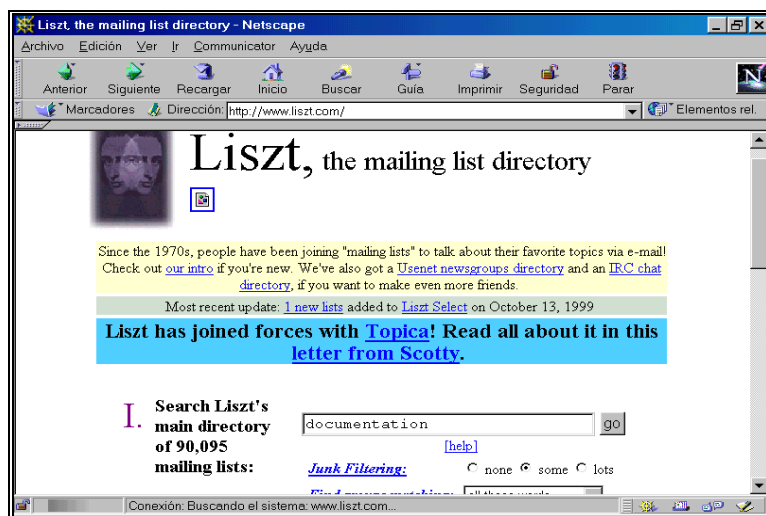 Liszt, the mailing list directory - Netscape
Archivo Edición Ver Ir Communicator Ayuda
Anterior Siguiente Recargar Inicio Buscar Guía Imprimir Seguridad Parar N
Marcadores Dirección: http://www.liszt.com/ Elementos rel.
Liszt, the mailing list directory
Since the 1970s, people have been joining "mailing lists" to talk about their favorite topics via e-mail!
Check out our intro if you're new. We've also got a Usenet newsgroups directory and an IRC chat
directory, if you want to make even more friends.
Most recent update: 1 new lists added to Liszt Select on October 13, 1999
Liszt has joined forces with Topica! Read all about it in this
letter from Scotty.
I. Search Liszt's
main directory
of 90,095
mailing lists:
documentation go
[help]
Junk Filtering: none some lots
Find groups matching: all these words
Conexión: Buscando el sistema: www.liszt.com...